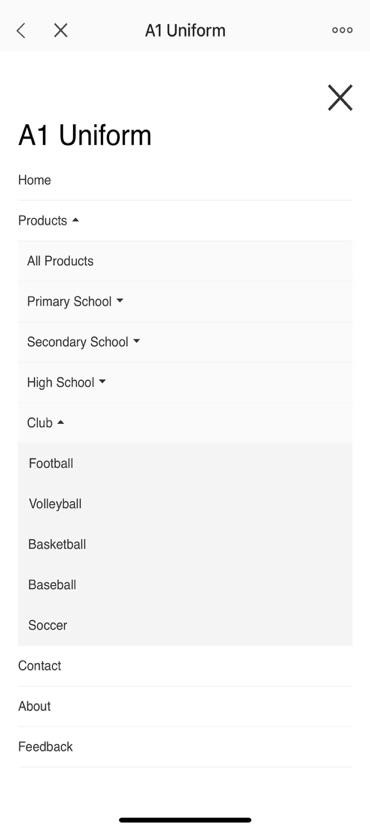 A1 Uniform
A1 Uniform
Home
Products
All Products
Primary School
Secondary School
High School
Club
Football
Volleyball
Basketball
Baseball
Soccer
Contact
About
Feedback